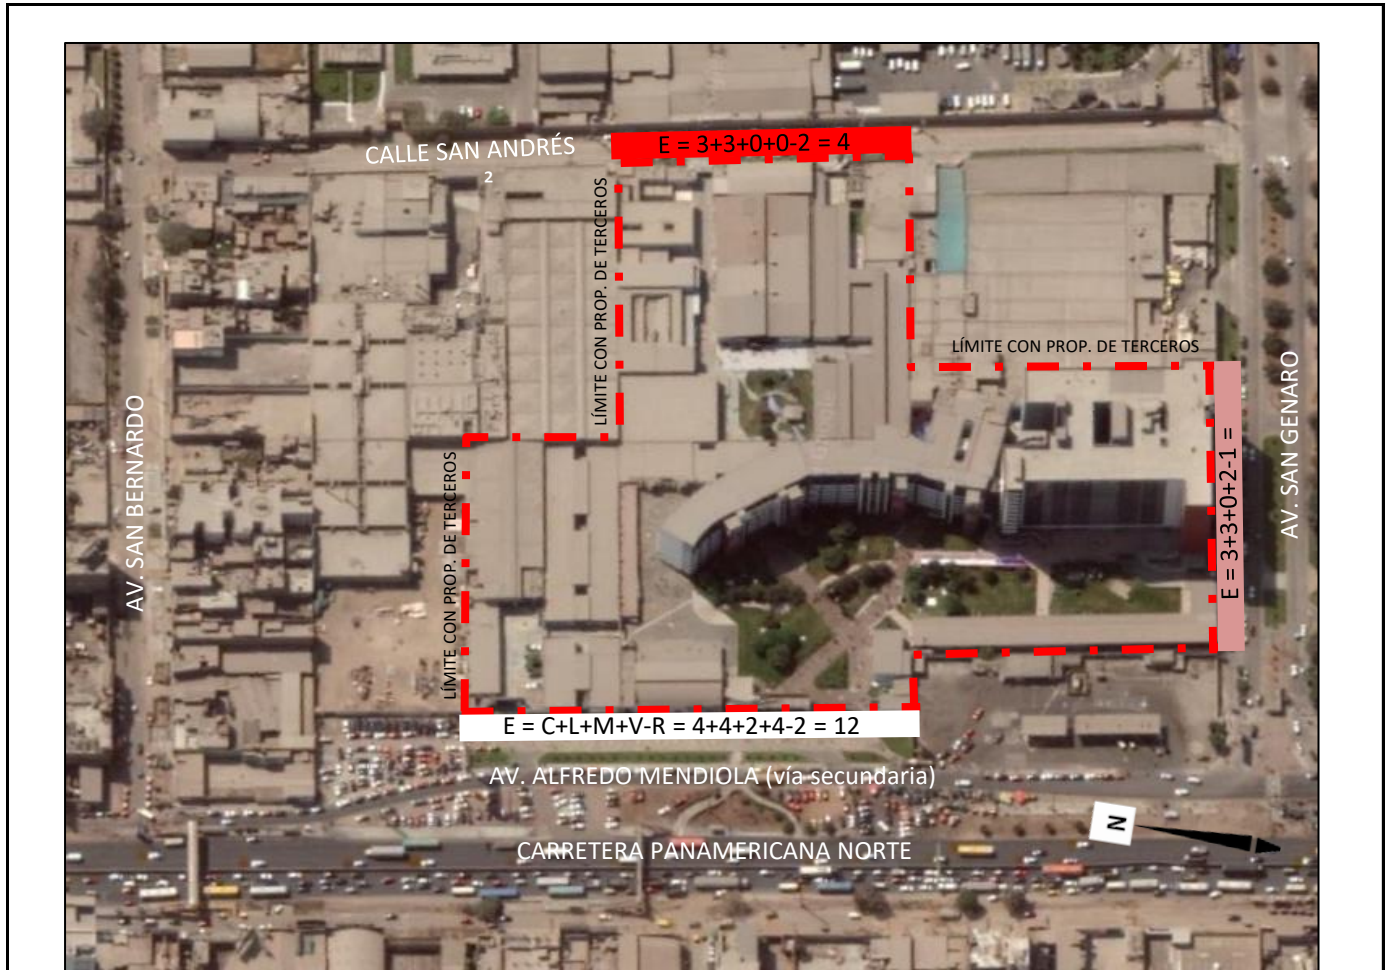 CALLE SAN ANDRÉS
2
E = 3+3+0+0-2 = 4
LÍMITE CON PROP. DE TERCEROS
LÍMITE CON PROP. DE TERCEROS
AV. SAN BERNARDO
LÍMITE CON PROP. DE TERCEROS
E = 3+3+0+2-1 =
AV. SAN GENARO
E = C+L+M+V-R = 4+4+2+4-2 = 12
AV. ALFREDO MENDIOLA (vía secundaria)
N
CARRETERA PANAMERICANA NORTE